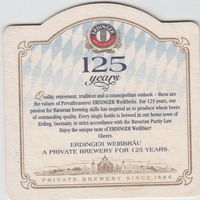 ERDINGER
125
years
Quality, enjoyment, tradition and a cosmopolitan outlook – these are
the values of Privatbrauerei ERDINGER Weißbräu. For 125 years, our
passion for Bavarian brewing skills has inspired us to produce wheat beers
of outstanding quality. Every single bottle is brewed in our home town of
Erding, Germany, in strict accordance with the Bavarian Purity Law.
Enjoy the unique taste of ERDINGER Weißbier!
Cheers
ERDINGER WEIßBRÄU
A PRIVATE BREWERY FOR 125 YEARS.
PRIVATE BREWERY SINCE 1886